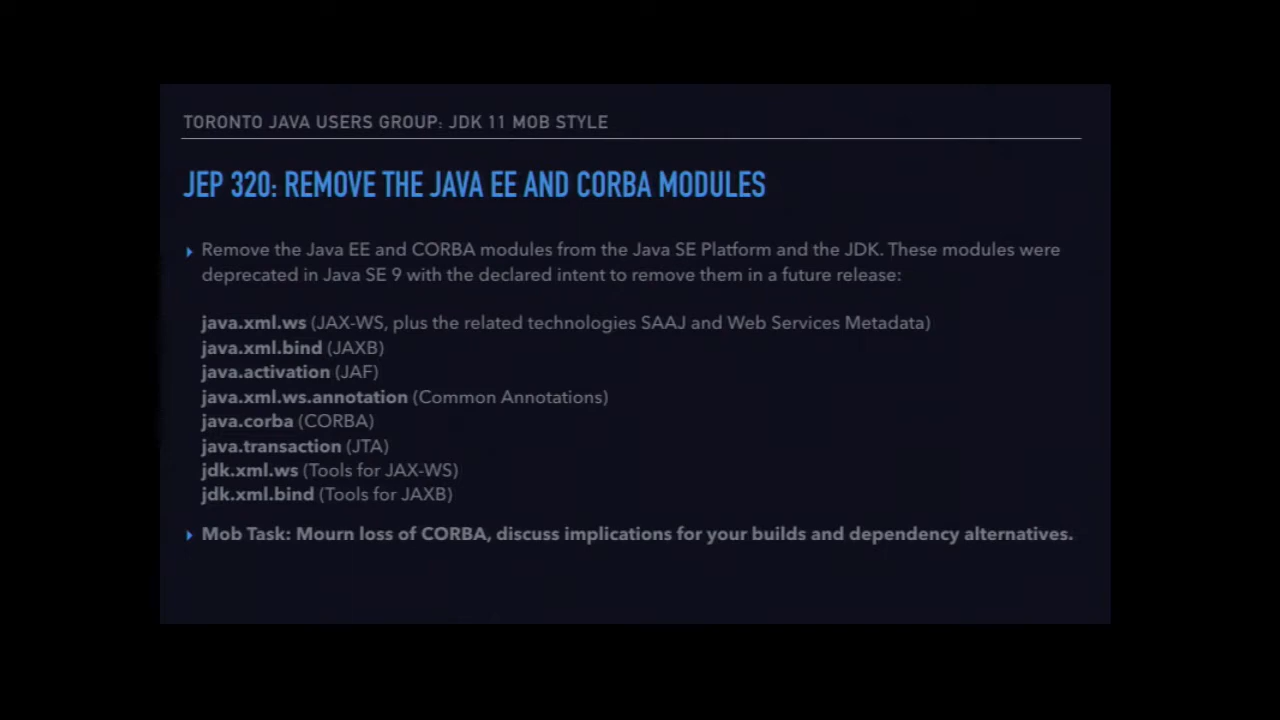 TORONTO JAVA USERS GROUP: JDK 11 MOB STYLE
JEP 320: REMOVE THE JAVA EE AND CORBA MODULES
Remove the Java EE and CORBA modules from the Java SE Platform and the JDK. These modules were
deprecated in Java SE 9 with the declared intent to remove them in a future release:
java.xml.ws (JAX-WS, plus the related technologies SAAJ and Web Services Metadata)
java.xml.bind (JAXB)
java.activation (JAF)
java.xml.ws.annotation (Common Annotations)
java.corba (CORBA)
java.transaction (JTA)
jdk.xml.ws (Tools for JAX-WS)
jdk.xml.bind (Tools for JAXB)
Mob Task: Mourn loss of CORBA, discuss implications for your builds and dependency alternatives.